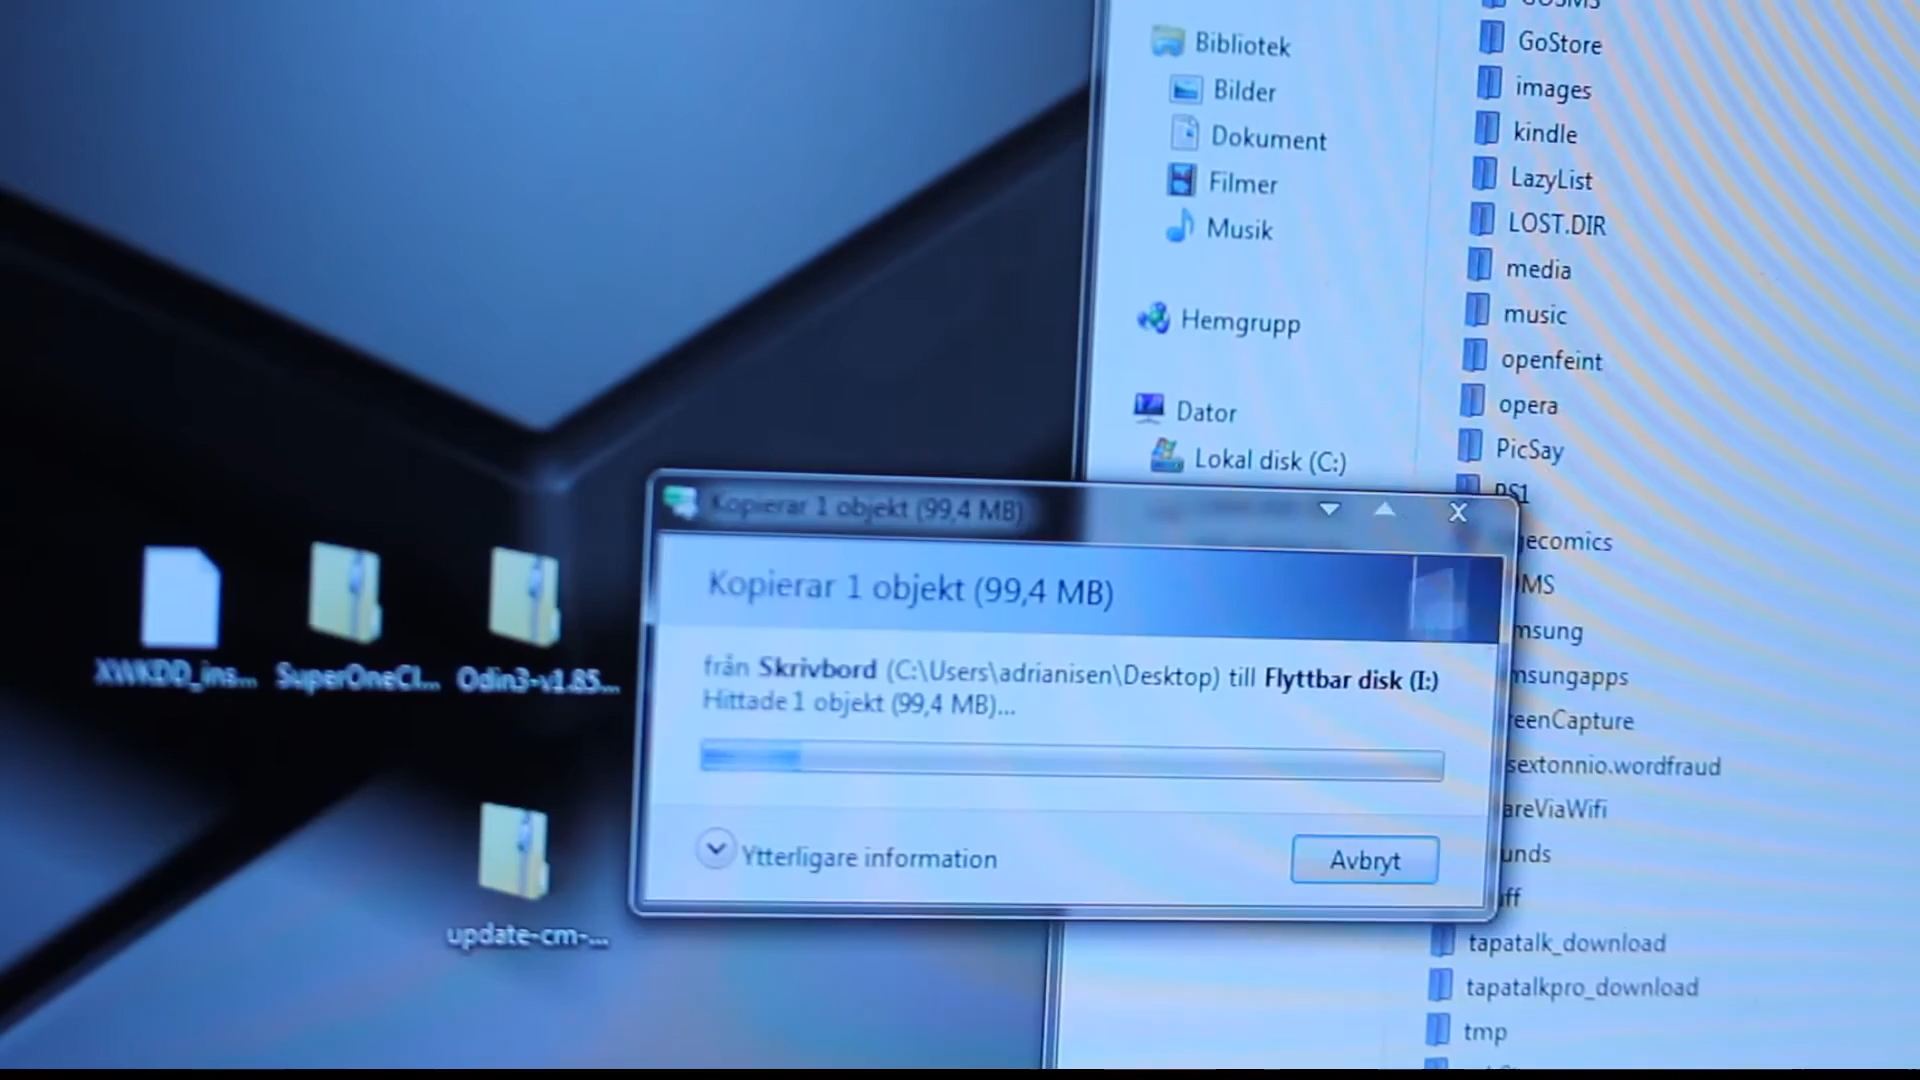 Bibliotek
Bilder
Dokument
Filmer
Musik
Hemgrupp
Dator
Lokal disk (C:)
GoStore
images
kindle
LazyList
LOST.DIR
media
music
openfeint
opera
PicSay
PS1
ecomics
MS
msung
msungapps
reenCapture
sextonnio.wordfraud
areViaWifi
unds
ff
tapatalk_download
tapatalkpro_download
tmp
Kopierar 1 objekt (99,4 MB)
Kopierar 1 objekt (99,4 MB)
från Skrivbord (C:\Users\adrianisen\Desktop) till Flyttbar disk (I:)
Hittade 1 objekt (99,4 MB)...
Ytterligare information
Avbryt
XWKDD_ins...
SuperOneCl...
Odin3-v1.85...
update-cm-...